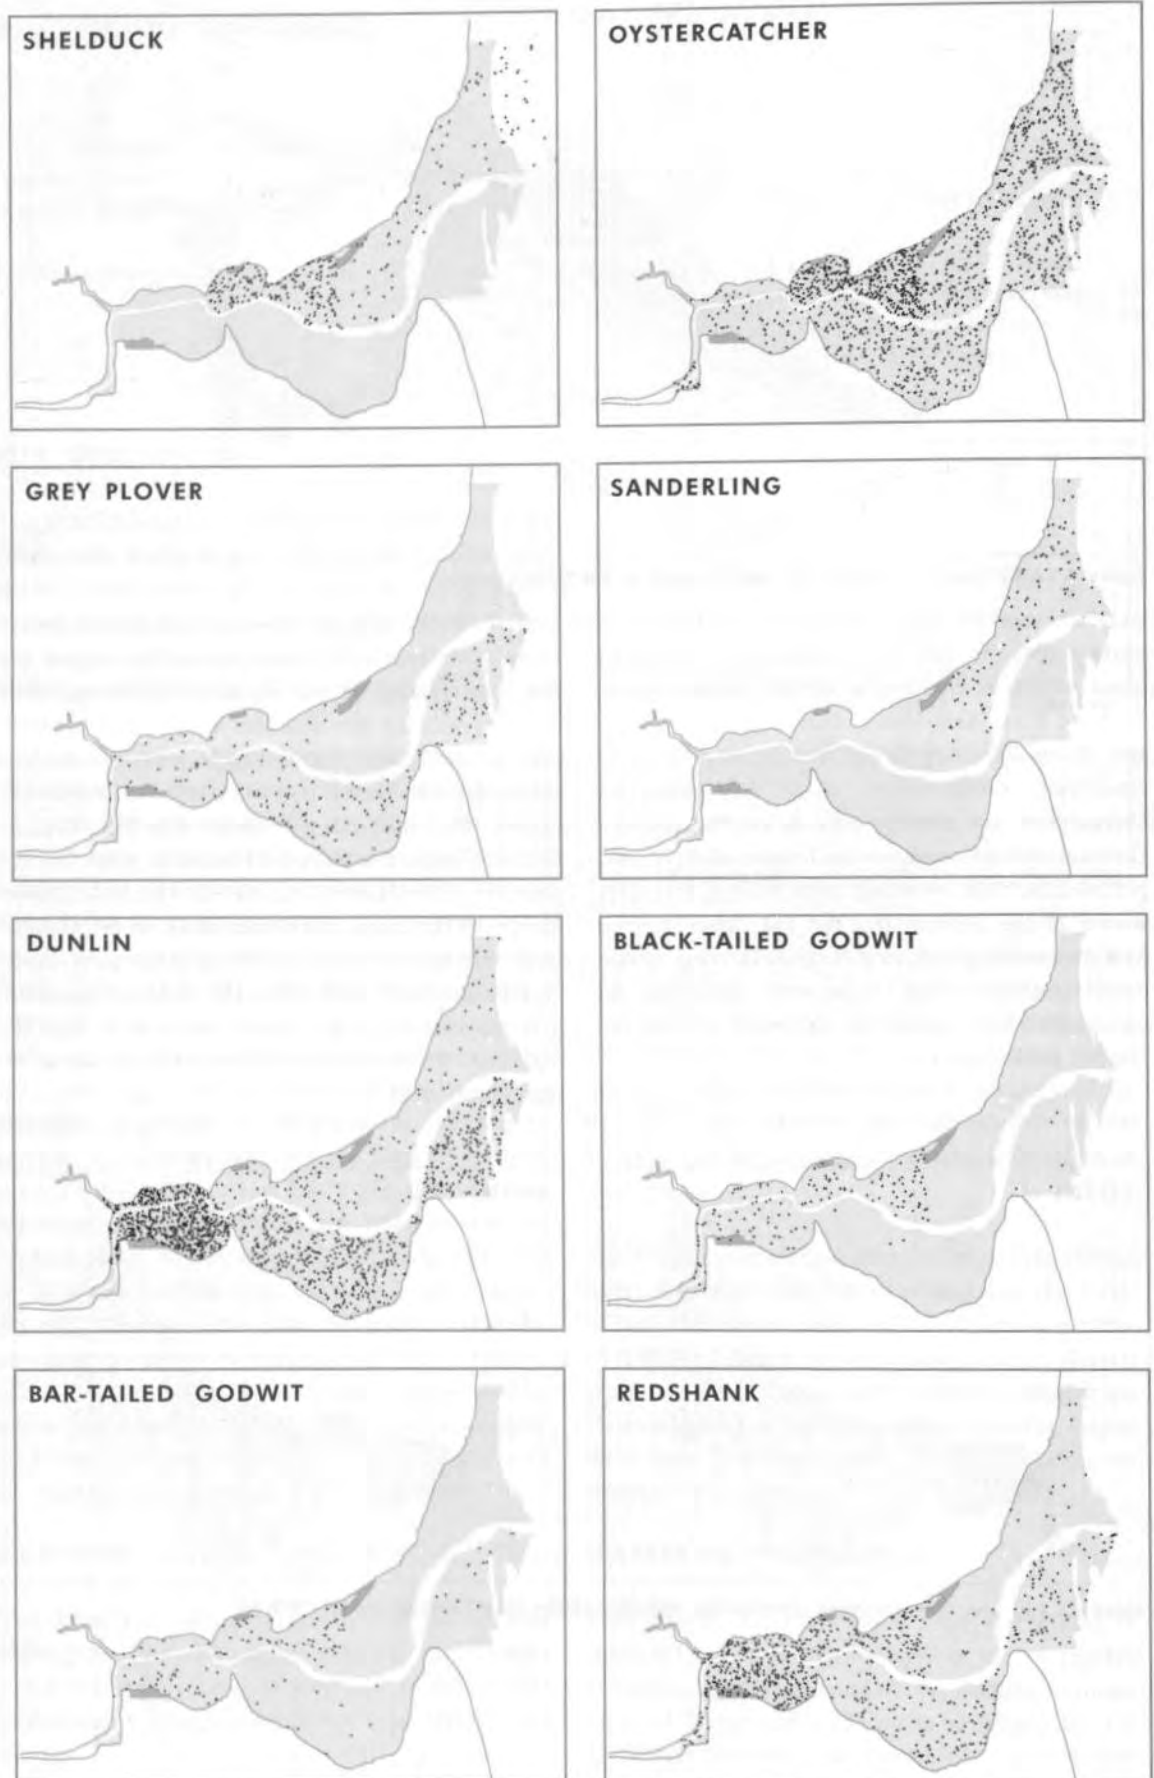 SHELDUCK
OYSTERCATCHER
GREY PLOVER
SANDERLING
DUNLIN
BLACK-TAILED GODWIT
BAR-TAILED GODWIT
REDSHANK